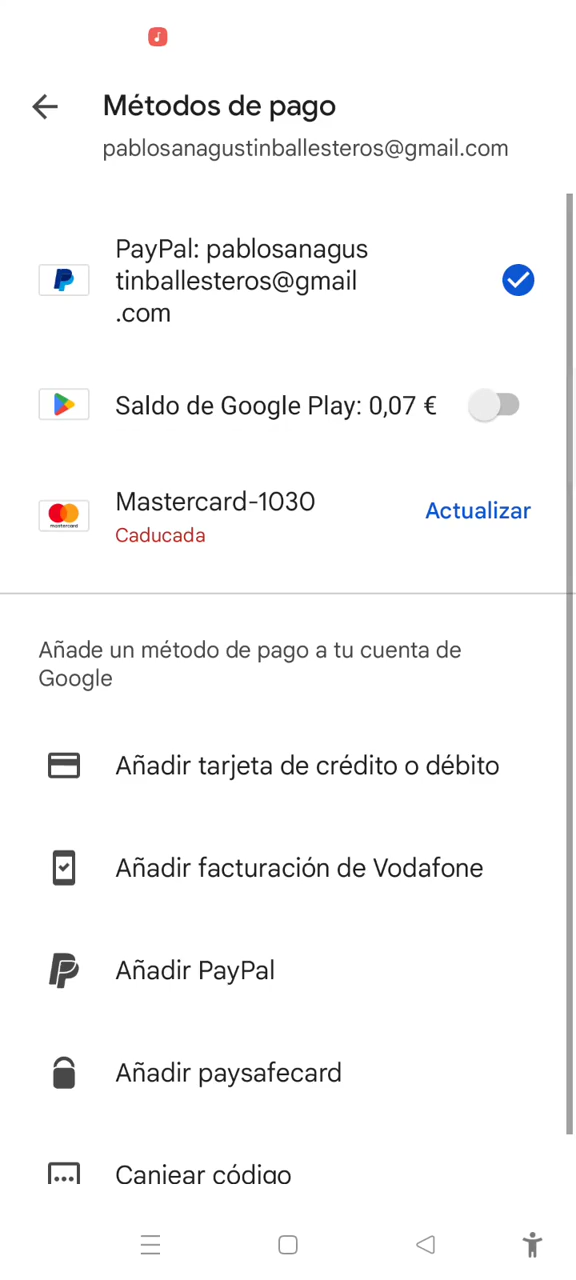 Métodos de pago
pablosanagustinballesteros@gmail.com
PayPal: pablosanagus
tinballesteros@gmail
.com
Saldo de Google Play: 0,07 €
Mastercard-1030
Caducada
Actualizar
mastercard
Añade un método de pago a tu cuenta de
Google
Añadir tarjeta de crédito o débito
Añadir facturación de Vodafone
Añadir PayPal
Añadir paysafecard
Canjear código